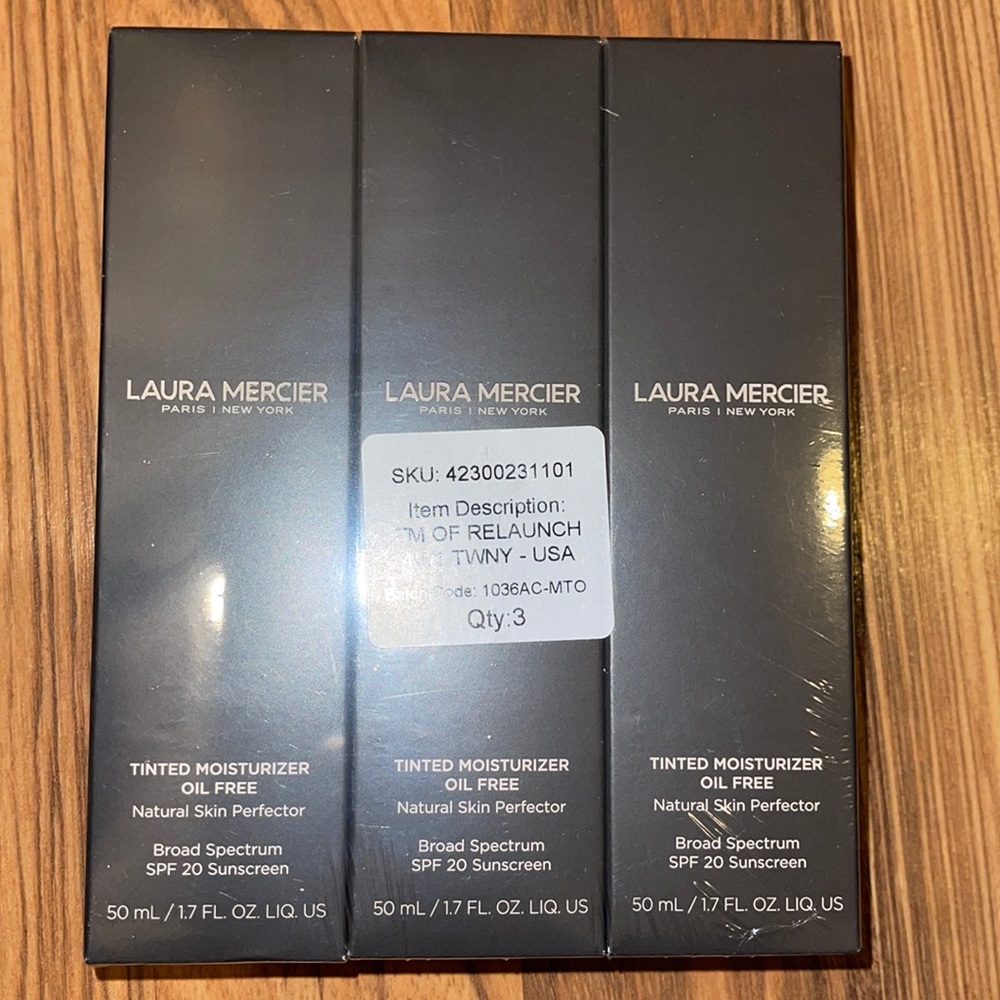 LAURA MERCIER
PARIS | NEW YORK
TINTED MOISTURIZER
OIL FREE
Natural Skin Perfector
Broad Spectrum
SPF 20 Sunscreen
50 mL / 1.7 FL. OZ. LIQ. US
LAURA MERCIER
PARIS | NEW YORK
SKU: 42300231101
Item Description:
TM OF RELAUNCH
TWNY - USA
Batch Code: 1036AC-MTO
Qty:3
TINTED MOISTURIZER
OIL FREE
Natural Skin Perfector
Broad Spectrum
SPF 20 Sunscreen
50 mL / 1.7 FL. OZ. LIQ. US
LAURA MERCIER
PARIS | NEW YORK
TINTED MOISTURIZER
OIL FREE
Natural Skin Perfector
Broad Spectrum
SPF 20 Sunscreen
50 mL / 1.7 FL. OZ. LIQ. US